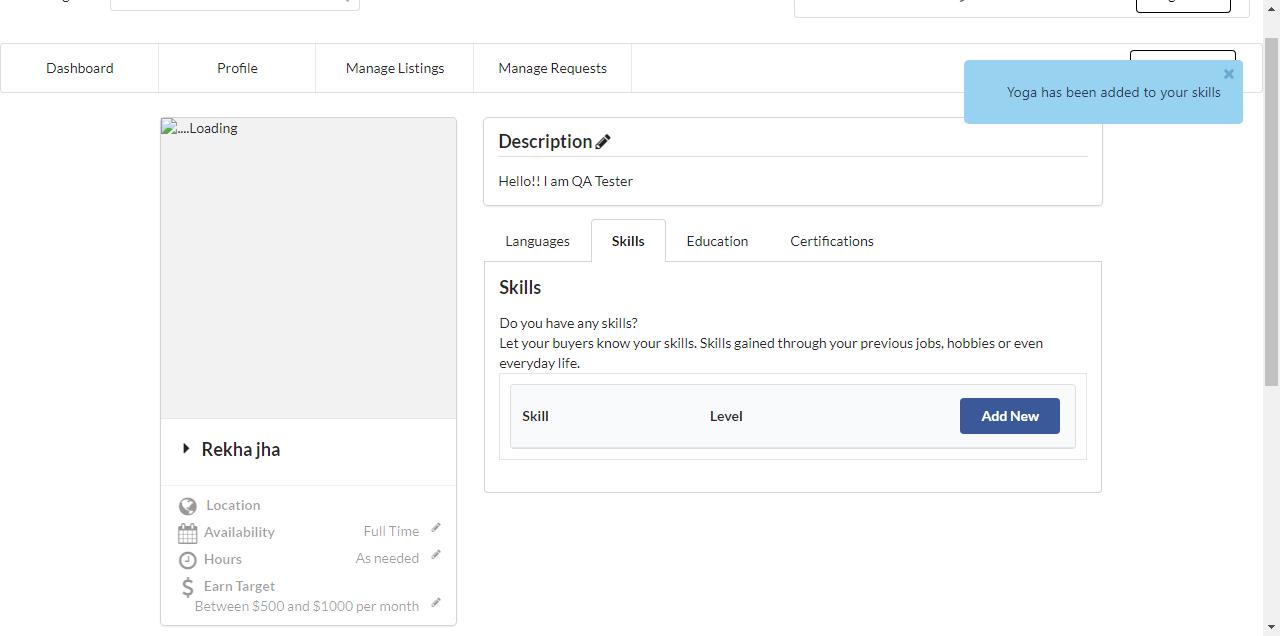 Dashboard
Profile
Manage Listings
Manage Requests
Yoga has been added to your skills
....Loading
Description
Hello!! I am QA Tester
Languages
Skills
Education
Certifications
Skills
Do you have any skills?
Let your buyers know your skills. Skills gained through your previous jobs, hobbies or even
everyday life.
Skill
Level
Add New
Rekha jha
Location
Availability
Full Time
Hours
As needed
Earn Target
Between $500 and $1000 per month